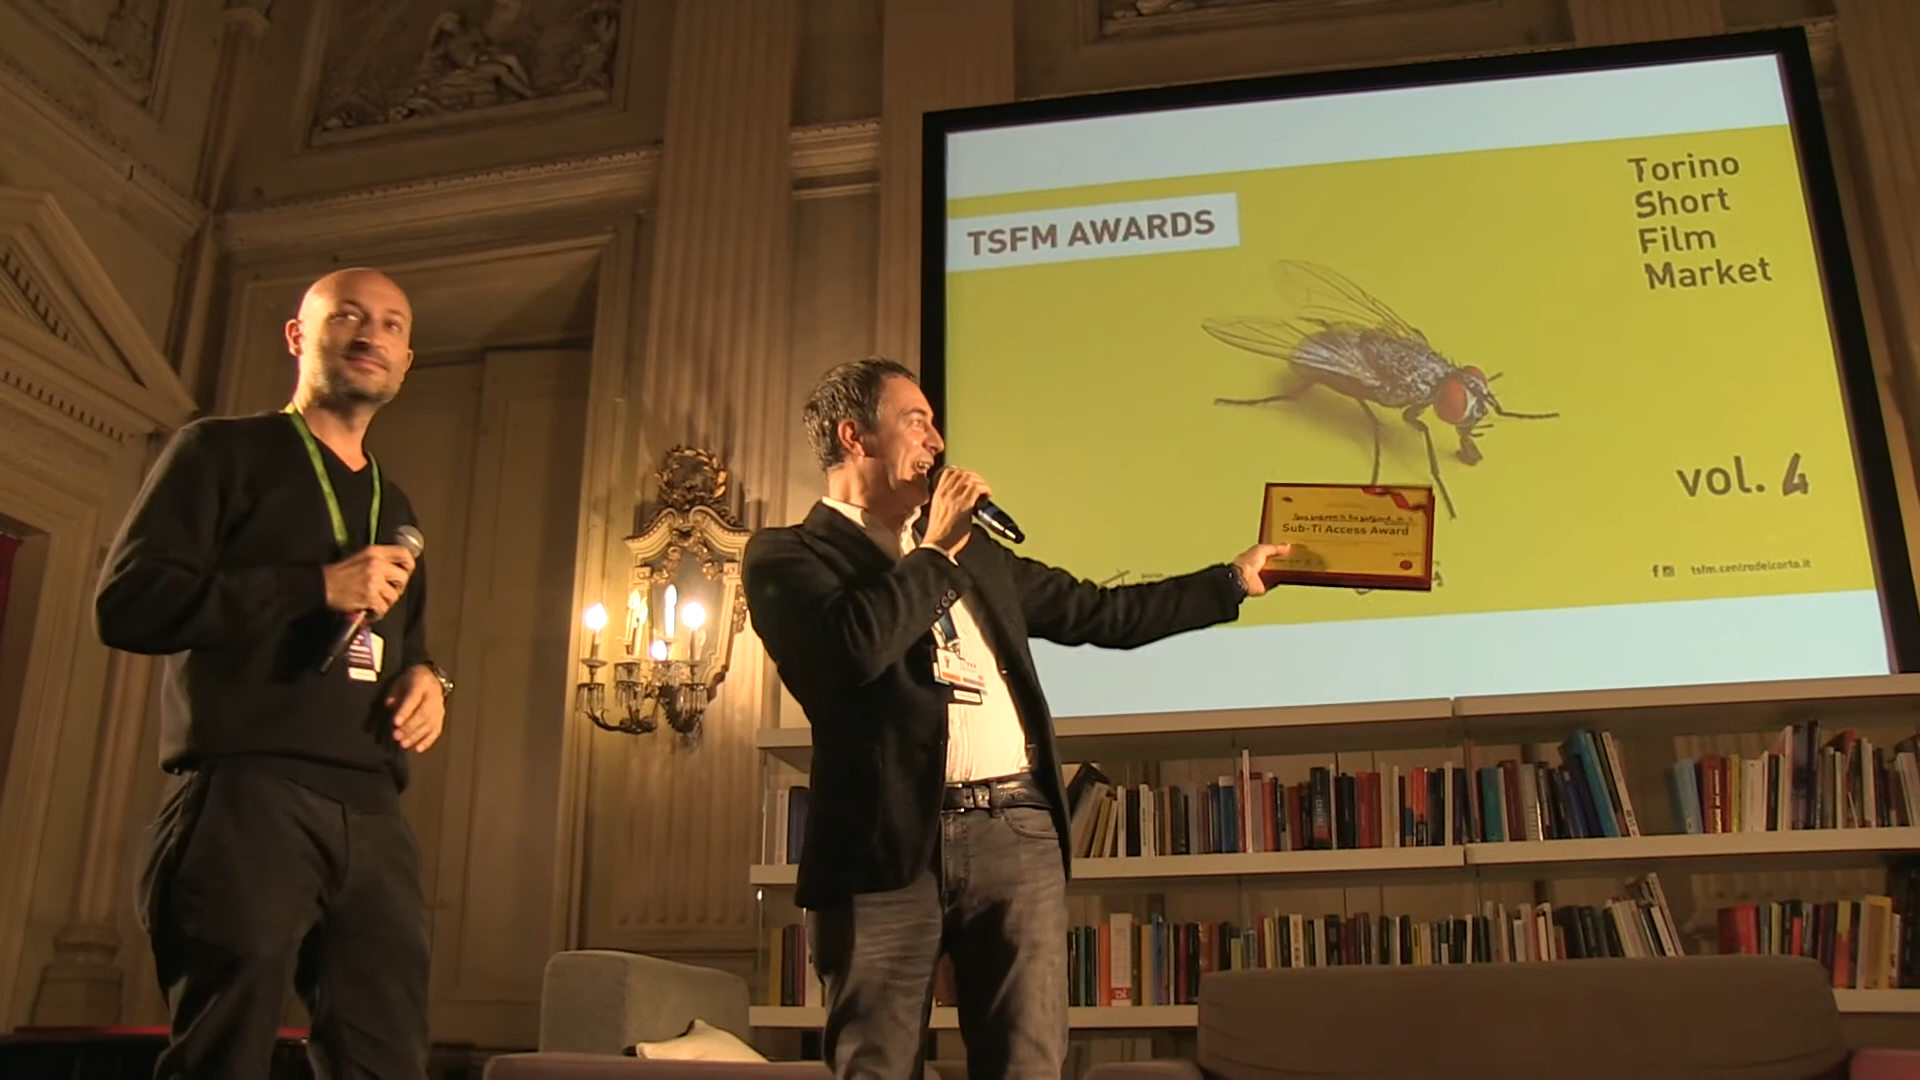 TSFM AWARDS
Torino
Short
Film
Market
vol. 4
Sub-Ti Access Award
tsfm.centrodelcorto.it